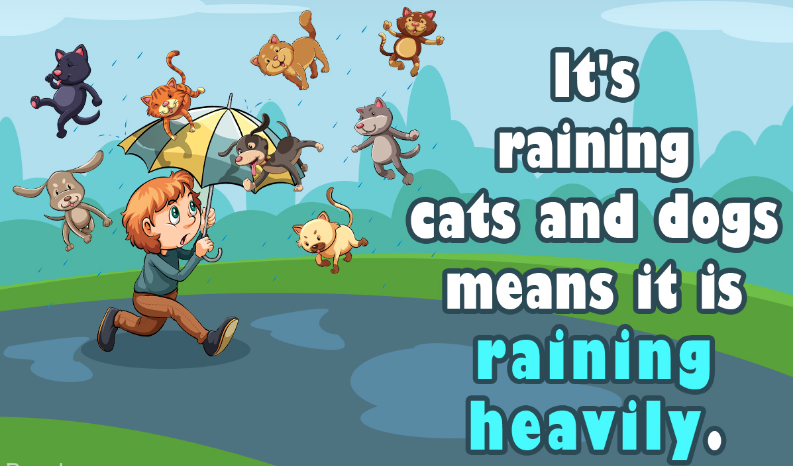 It's
raining
cats and dogs
means it is
raining
heavily.